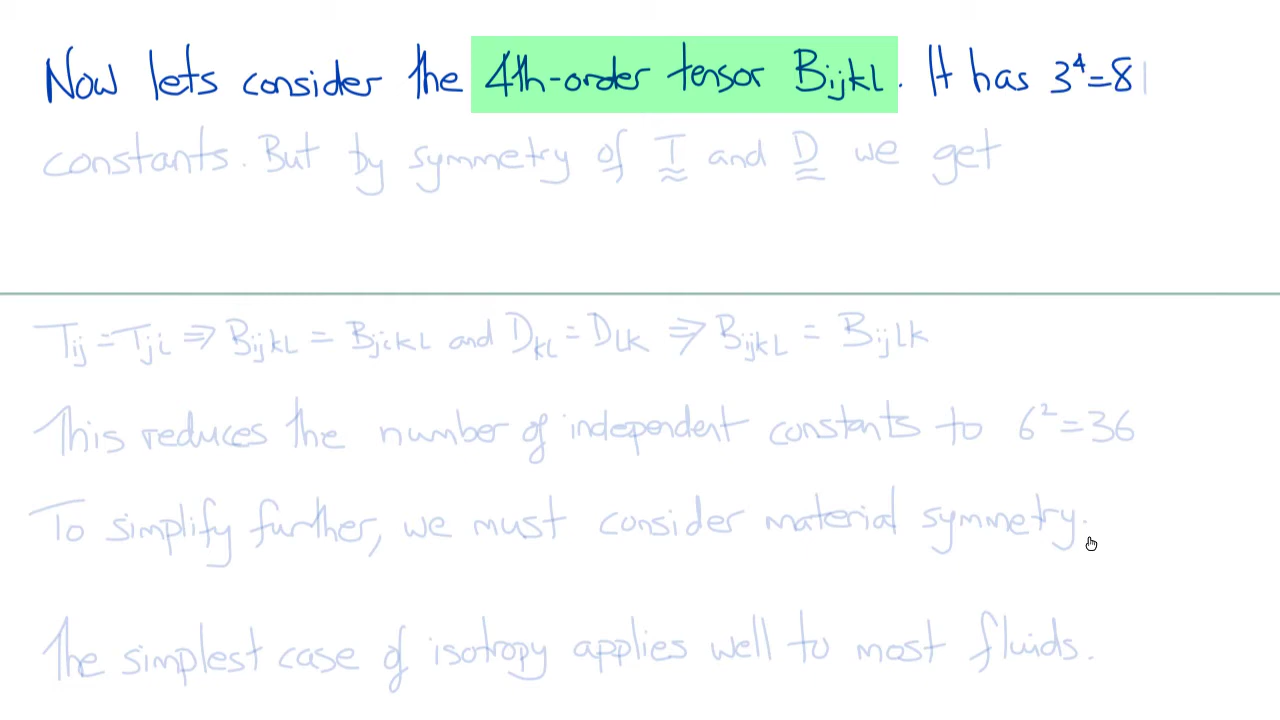 Now lets consider the 4th-order tensor Bijkl. It has 3⁴=81
constants. But by symmetry of T and D we get
Tij = Tji ⇒ Bijkl = Bjikl and Dkl = Dlk ⇒ Bijkl = Bijlk
This reduces the number of independent constants to 6²=36
To simplify further, we must consider material symmetry.
The simplest case of isotropy applies well to most fluids.